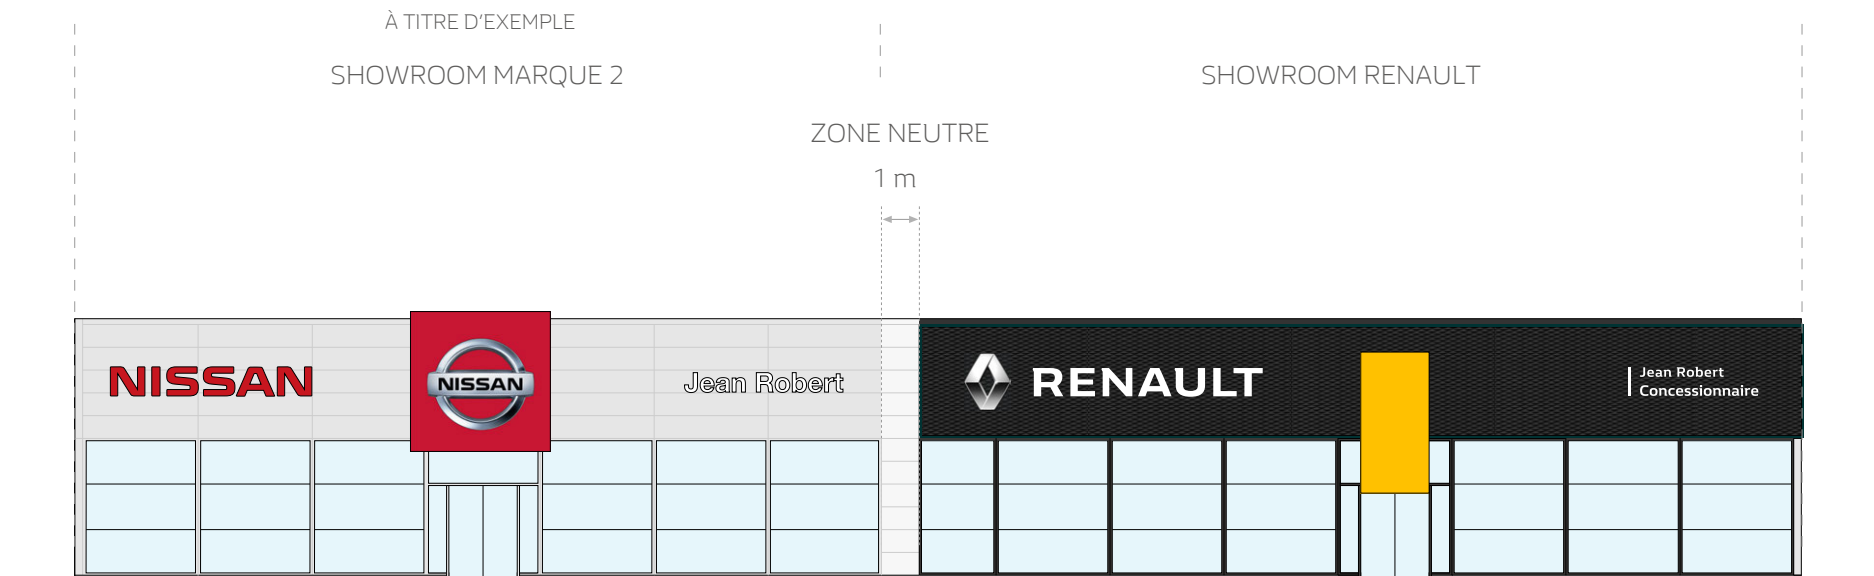 À TITRE D'EXEMPLE
SHOWROOM MARQUE 2
SHOWROOM RENAULT
ZONE NEUTRE
1 m
NISSAN
NISSAN
Jean Robert
RENAULT
Jean Robert
Concessionnaire